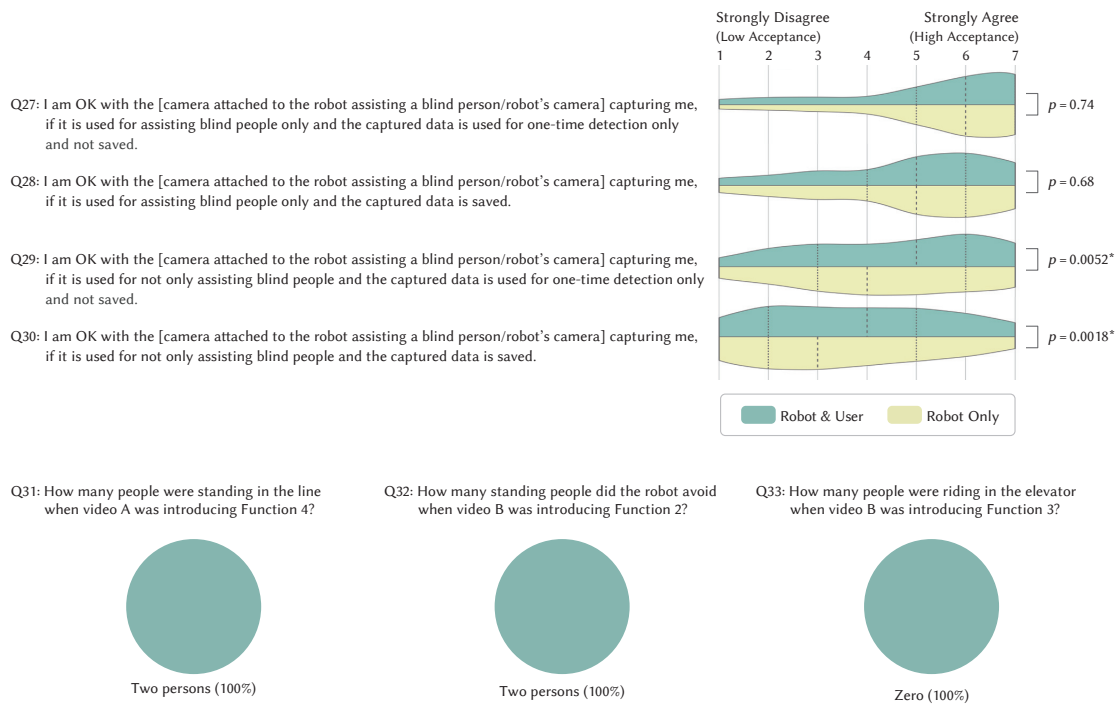 Strongly Disagree
(Low Acceptance)
Strongly Agree
(High Acceptance)
1 2 3 4 5 6 7
Q27: I am OK with the [camera attached to the robot assisting a blind person/robot's camera] capturing me,
if it is used for assisting blind people only and the captured data is used for one-time detection only
and not saved.
p = 0.74
Q28: I am OK with the [camera attached to the robot assisting a blind person/robot's camera] capturing me,
if it is used for assisting blind people only and the captured data is saved.
p = 0.68
Q29: I am OK with the [camera attached to the robot assisting a blind person/robot's camera] capturing me,
if it is used for not only assisting blind people and the captured data is used for one-time detection only
and not saved.
p = 0.0052*
Q30: I am OK with the [camera attached to the robot assisting a blind person/robot's camera] capturing me,
if it is used for not only assisting blind people and the captured data is saved.
p = 0.0018*
Robot & User
Robot Only
Q31: How many people were standing in the line
when video A was introducing Function 4?
Two persons (100%)
Q32: How many standing people did the robot avoid
when video B was introducing Function 2?
Two persons (100%)
Q33: How many people were riding in the elevator
when video B was introducing Function 3?
Zero (100%)